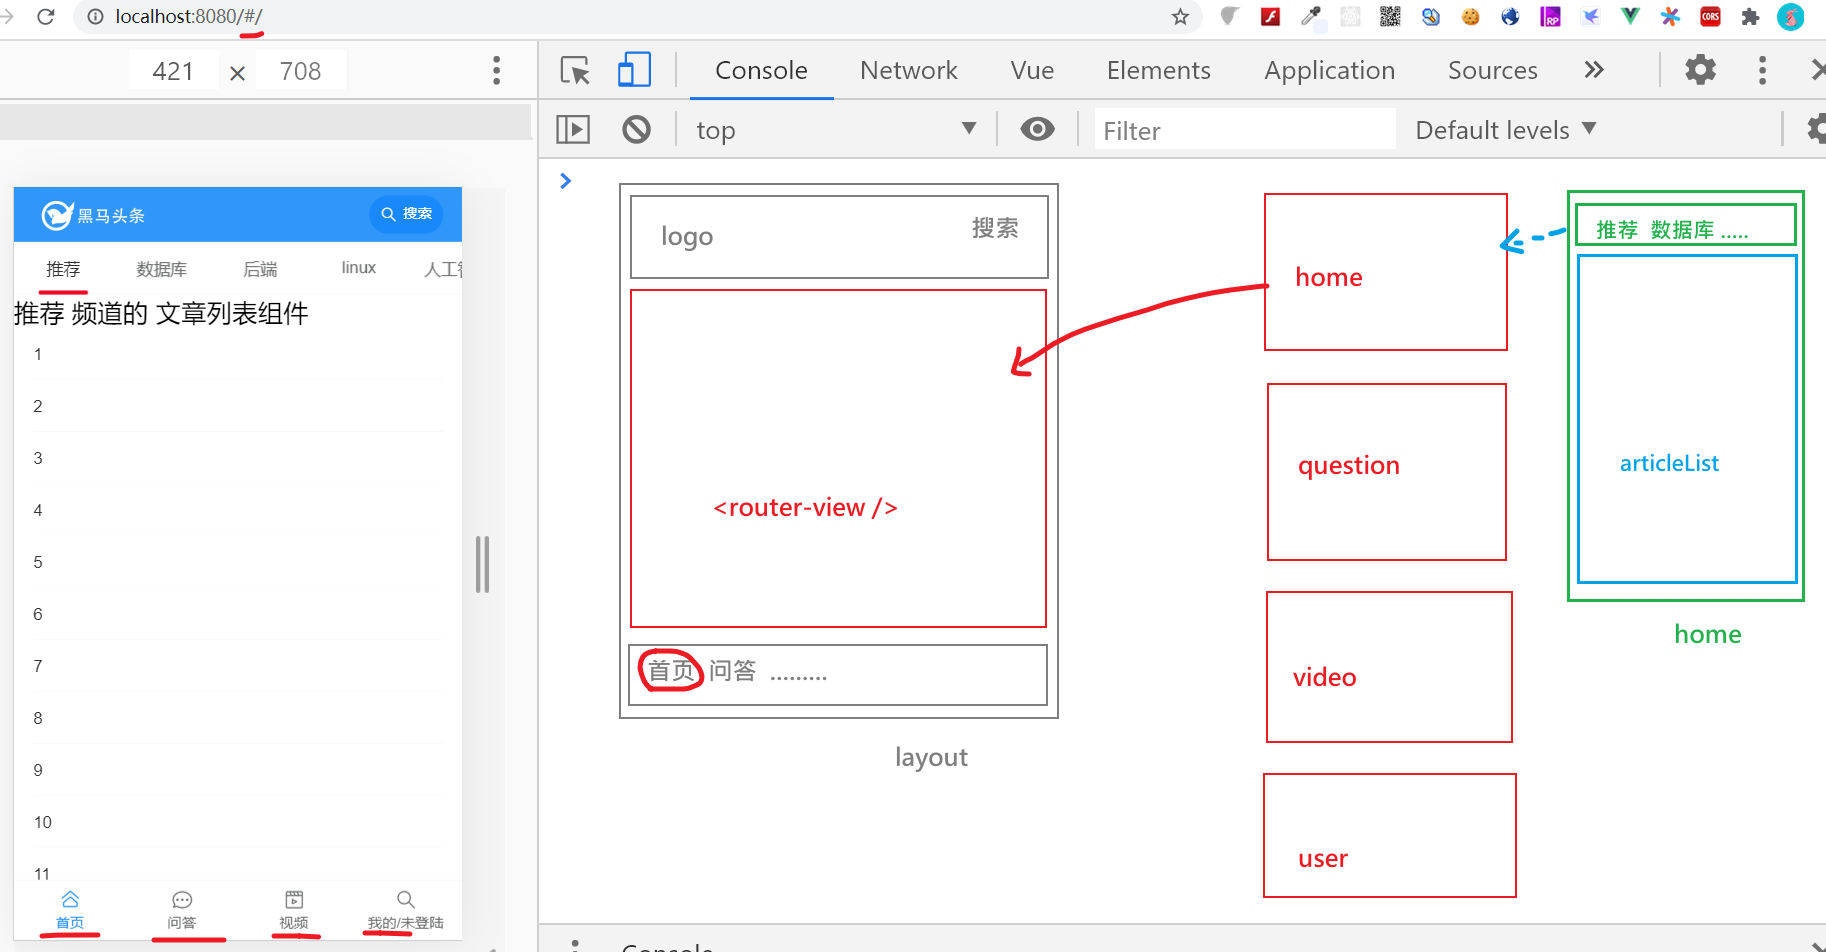 localhost:8080/#/
421 × 708
Console Network Vue Elements Application Sources
top Filter Default levels
黑马头条 搜索
推荐 数据库 后端 linux
推荐 频道的 文章列表组件
1
2
3
4
5
6
7
8
9
10
11
首页 问答 视频 我的/未登陆
logo 搜索
<router-view />
首页 问答 .........
layout
home
question
video
user
推荐 数据库 .....
articleList
home
RP
CORS
Console